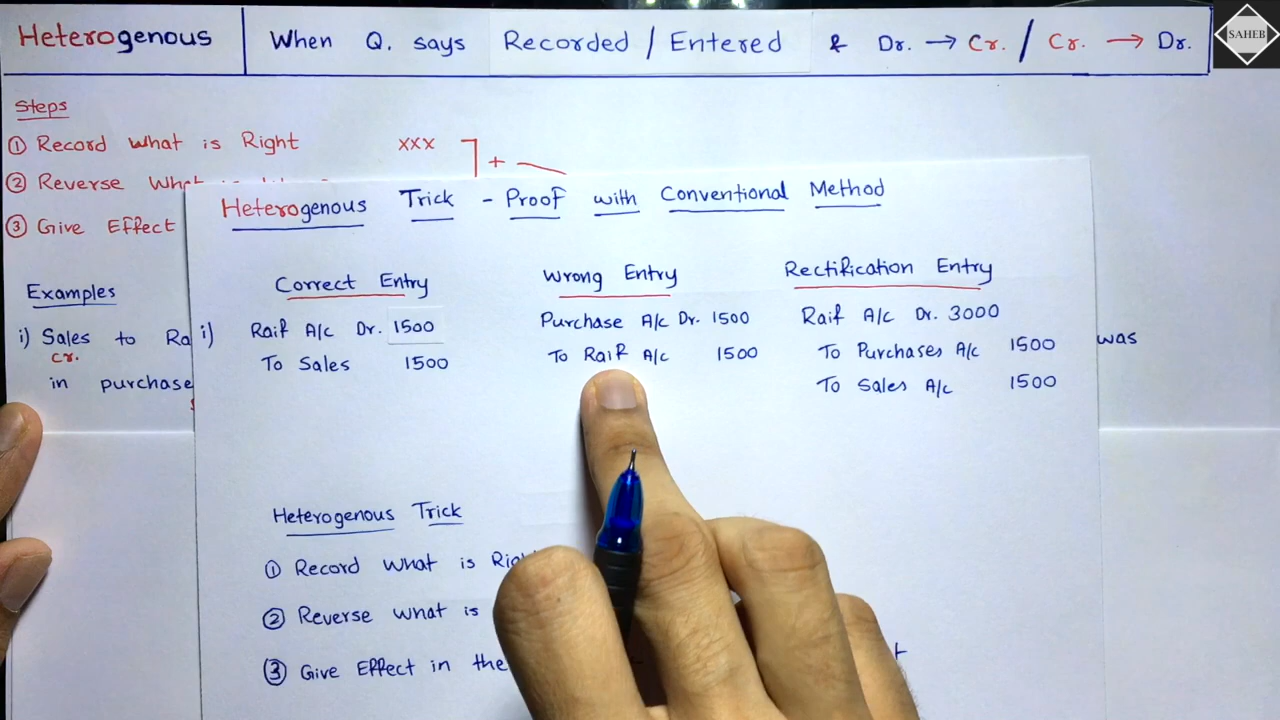 Heterogenous When Q. says Recorded / Entered & Dr. → Cr. / Cr. → Dr.
SAHEB
Steps
① Record What is Right xxx
+
② Reverse What
③ Give Effect
Heterogenous Trick - Proof with Conventional Method
Correct Entry Wrong Entry Rectification Entry
Examples
i) Sales to Ra
Cr.
in purchase
was
i) Raif A/c Dr. 1500
To Sales 1500
Purchase A/c Dr. 1500
To Raif A/c 1500
Raif A/c Dr. 3000
To Purchases A/c 1500
To Sales A/c 1500
Heterogenous Trick
① Record What is Rig
② Reverse what is
③ Give Effect in the